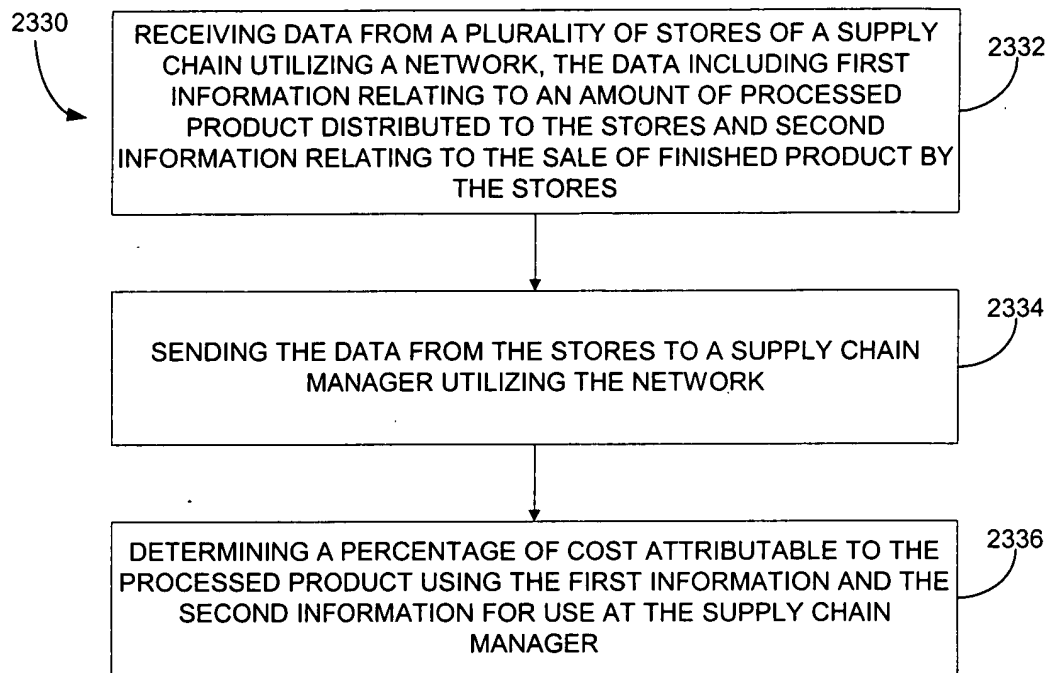 2330
RECEIVING DATA FROM A PLURALITY OF STORES OF A SUPPLY
CHAIN UTILIZING A NETWORK, THE DATA INCLUDING FIRST
INFORMATION RELATING TO AN AMOUNT OF PROCESSED
PRODUCT DISTRIBUTED TO THE STORES AND SECOND
INFORMATION RELATING TO THE SALE OF FINISHED PRODUCT BY
THE STORES
2332
SENDING THE DATA FROM THE STORES TO A SUPPLY CHAIN
MANAGER UTILIZING THE NETWORK
2334
DETERMINING A PERCENTAGE OF COST ATTRIBUTABLE TO THE
PROCESSED PRODUCT USING THE FIRST INFORMATION AND THE
SECOND INFORMATION FOR USE AT THE SUPPLY CHAIN
MANAGER
2336